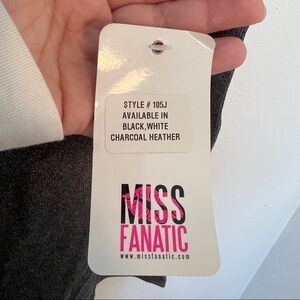 STYLE # 105J
AVAILABLE IN
BLACK,WHITE
CHARCOAL HEATHER
MISS
FANATIC
www.missfanatic.com